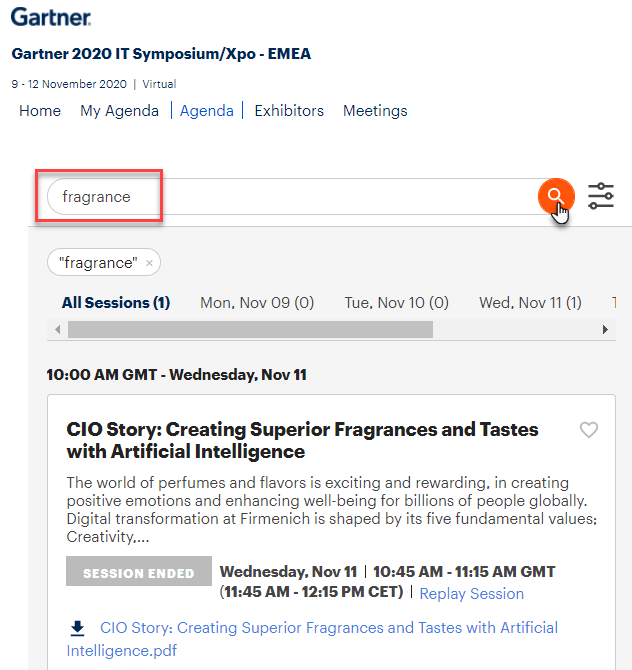 Gartner.
Gartner 2020 IT Symposium/Xpo - EMEA
9 - 12 November 2020 | Virtual
Home My Agenda | Agenda | Exhibitors Meetings
fragrance
"fragrance" ×
All Sessions (1) Mon, Nov 09 (0) Tue, Nov 10 (0) Wed, Nov 11 (1)
10:00 AM GMT - Wednesday, Nov 11
CIO Story: Creating Superior Fragrances and Tastes
with Artificial Intelligence
The world of perfumes and flavors is exciting and rewarding, in creating
positive emotions and enhancing well-being for billions of people globally.
Digital transformation at Firmenich is shaped by its five fundamental values:
Creativity,...
SESSION ENDED Wednesday, Nov 11 | 10:45 AM - 11:15 AM GMT
(11:45 AM - 12:15 PM CET) | Replay Session
CIO Story: Creating Superior Fragrances and Tastes with Artificial
Intelligence.pdf